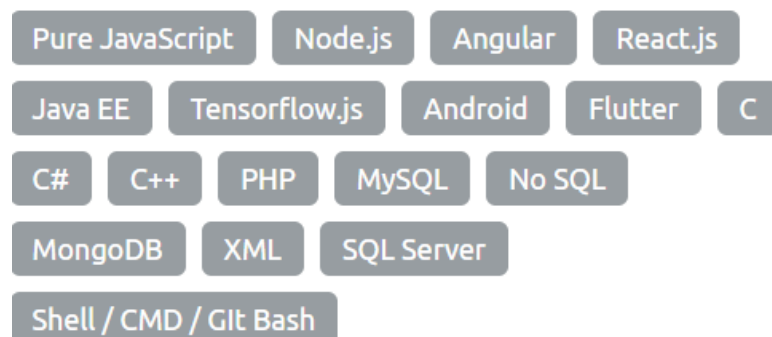 Pure JavaScript Node.js Angular React.js
Java EE Tensorflow.js Android Flutter C
C# C++ PHP MySQL No SQL
MongoDB XML SQL Server
Shell / CMD / GIt Bash